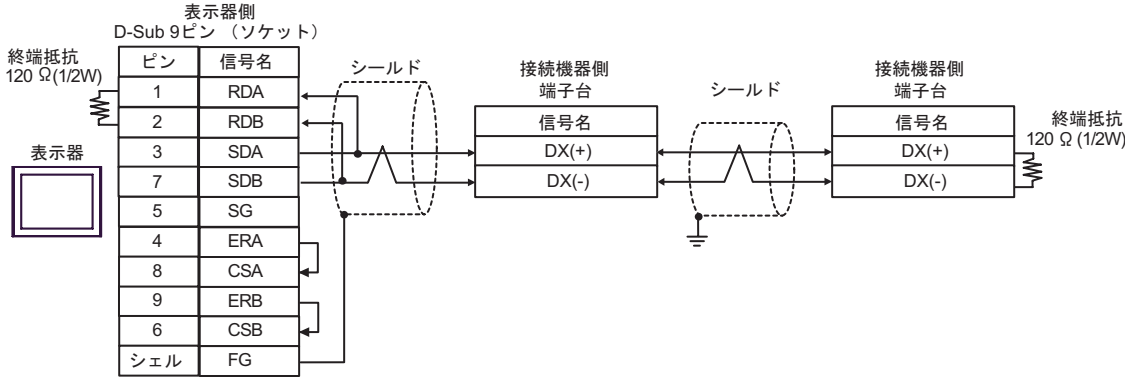 表示器側
D-Sub 9ピン （ソケット）
終端抵抗
120 Ω(1/2W)
ピン 信号名
1 RDA
2 RDB
3 SDA
7 SDB
5 SG
4 ERA
8 CSA
9 ERB
6 CSB
シェル FG
表示器
シールド
接続機器側
端子台
信号名
DX(+)
DX(-)
シールド
接続機器側
端子台
信号名
DX(+)
DX(-)
終端抵抗
120 Ω (1/2W)